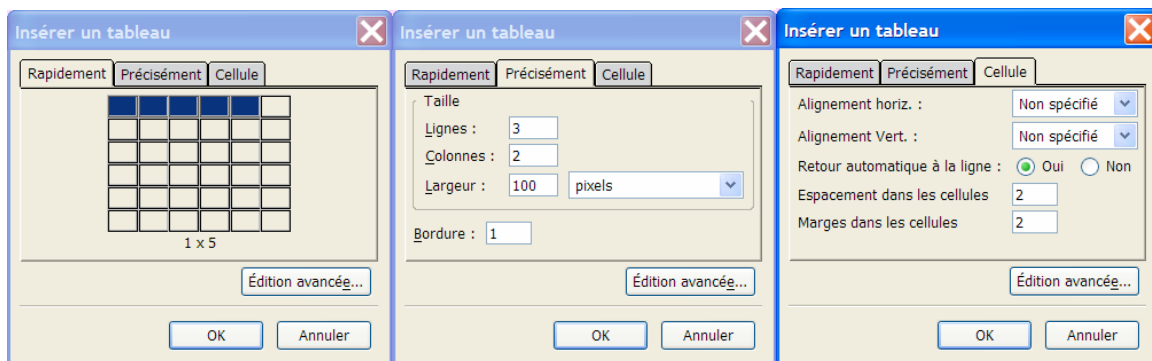 Insérer un tableau
Rapidement Précisément Cellule
1 x 5
Édition avancée...
OK Annuler
Insérer un tableau
Rapidement Précisément Cellule
Taille
Lignes : 3
Colonnes : 2
Largeur : 100 pixels
Bordure : 1
Édition avancée...
OK Annuler
Insérer un tableau
Rapidement Précisément Cellule
Alignement horiz. : Non spécifié
Alignement Vert. : Non spécifié
Retour automatique à la ligne : Oui Non
Espacement dans les cellules 2
Marges dans les cellules 2
Édition avancée...
OK Annuler